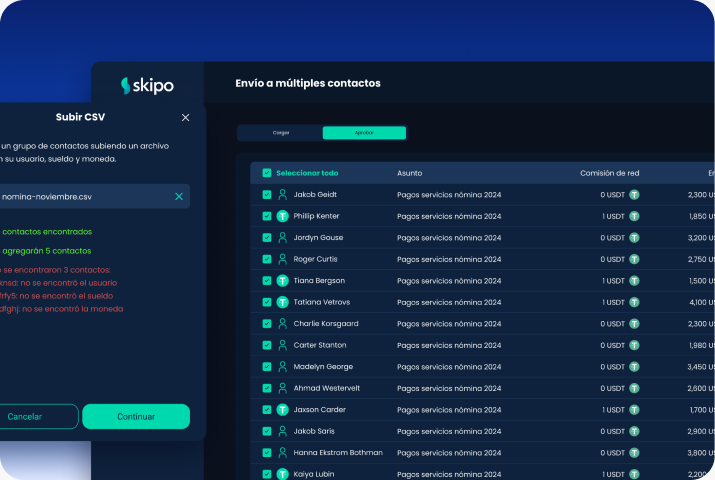 skipo
Envío a múltiples contactos
Subir CSV
un grupo de contactos subiendo un archivo
su usuario, sueldo y moneda.
nomina-noviembre.csv
contactos encontrados
agregarán 5 contactos
se encontraron 3 contactos:
no se encontró el usuario
no se encontró el sueldo
no se encontró la moneda
Cancelar
Continuar
Cargar
Aprobar
Seleccionar todo Asunto Comisión de red
Jakob Geidt Pagos servicios nómina 2024 0 USDT 2,300
Phillip Kenter Pagos servicios nómina 2024 1 USDT 1,850
Jordyn Gouse Pagos servicios nómina 2024 0 USDT 3,200
Roger Curtis Pagos servicios nómina 2024 0 USDT 2,750
Tiana Bergson Pagos servicios nómina 2024 1 USDT 1,500
Tatiana Vetrovs Pagos servicios nómina 2024 1 USDT 4,100
Charlie Korsgaard Pagos servicios nómina 2024 0 USDT 2,300
Carter Stanton Pagos servicios nómina 2024 0 USDT 1,980
Madelyn George Pagos servicios nómina 2024 0 USDT 3,450
Ahmad Westervelt Pagos servicios nómina 2024 0 USDT 2,600
Jaxson Carder Pagos servicios nómina 2024 1 USDT 1,700
Jakob Saris Pagos servicios nómina 2024 0 USDT 2,900
Hanna Ekstrom Bothman Pagos servicios nómina 2024 0 USDT 3,800
Kaiya Lubin Pagos servicios nómina 2024 1 USDT 2,200